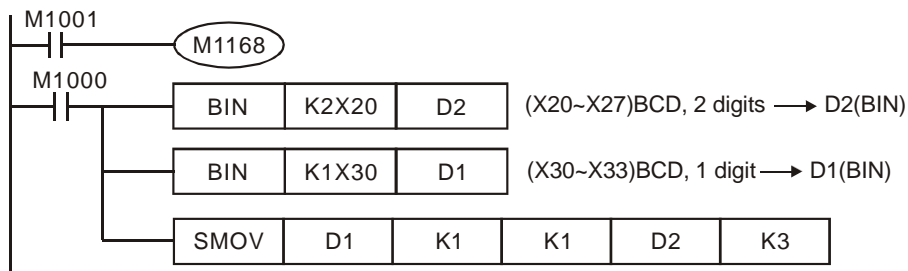 M1001
M1168
M1000
BIN K2X20 D2 (X20~X27)BCD, 2 digits → D2(BIN)
BIN K1X30 D1 (X30~X33)BCD, 1 digit → D1(BIN)
SMOV D1 K1 K1 D2 K3